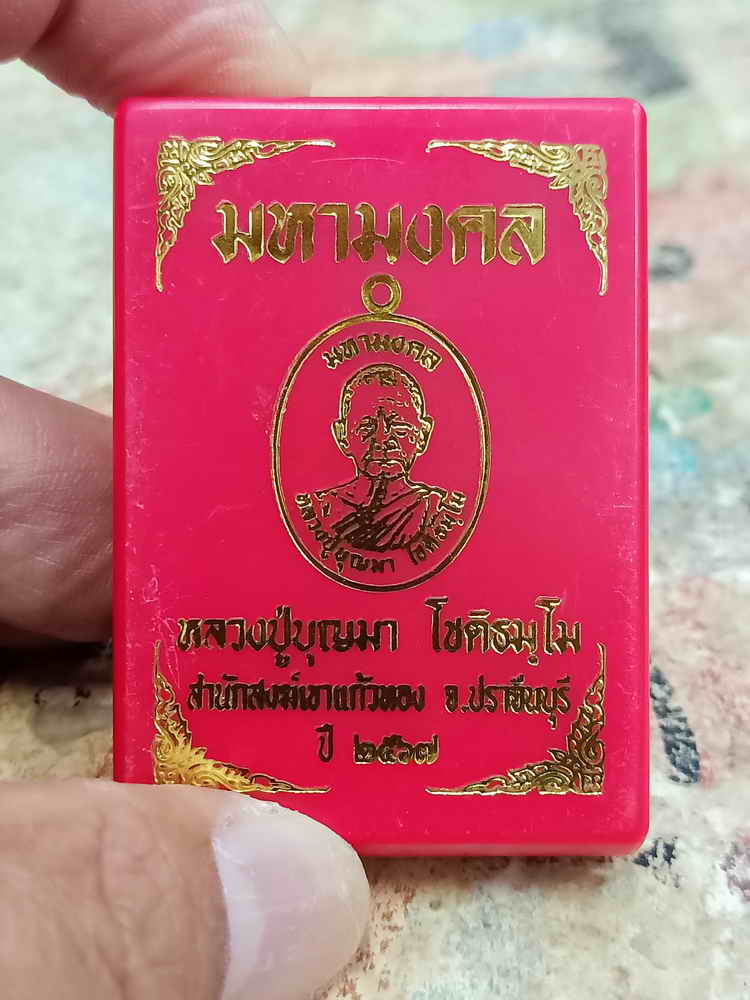 มหามงคล
มหามงคล
หลวงปู่บุญมา โชติธมฺโม
หลวงปู่บุญมา โชติธมฺโม
สำนักสงฆ์เขาแก้วทอง จ.ปราจีนบุรี
ปี ๒๕๖๗